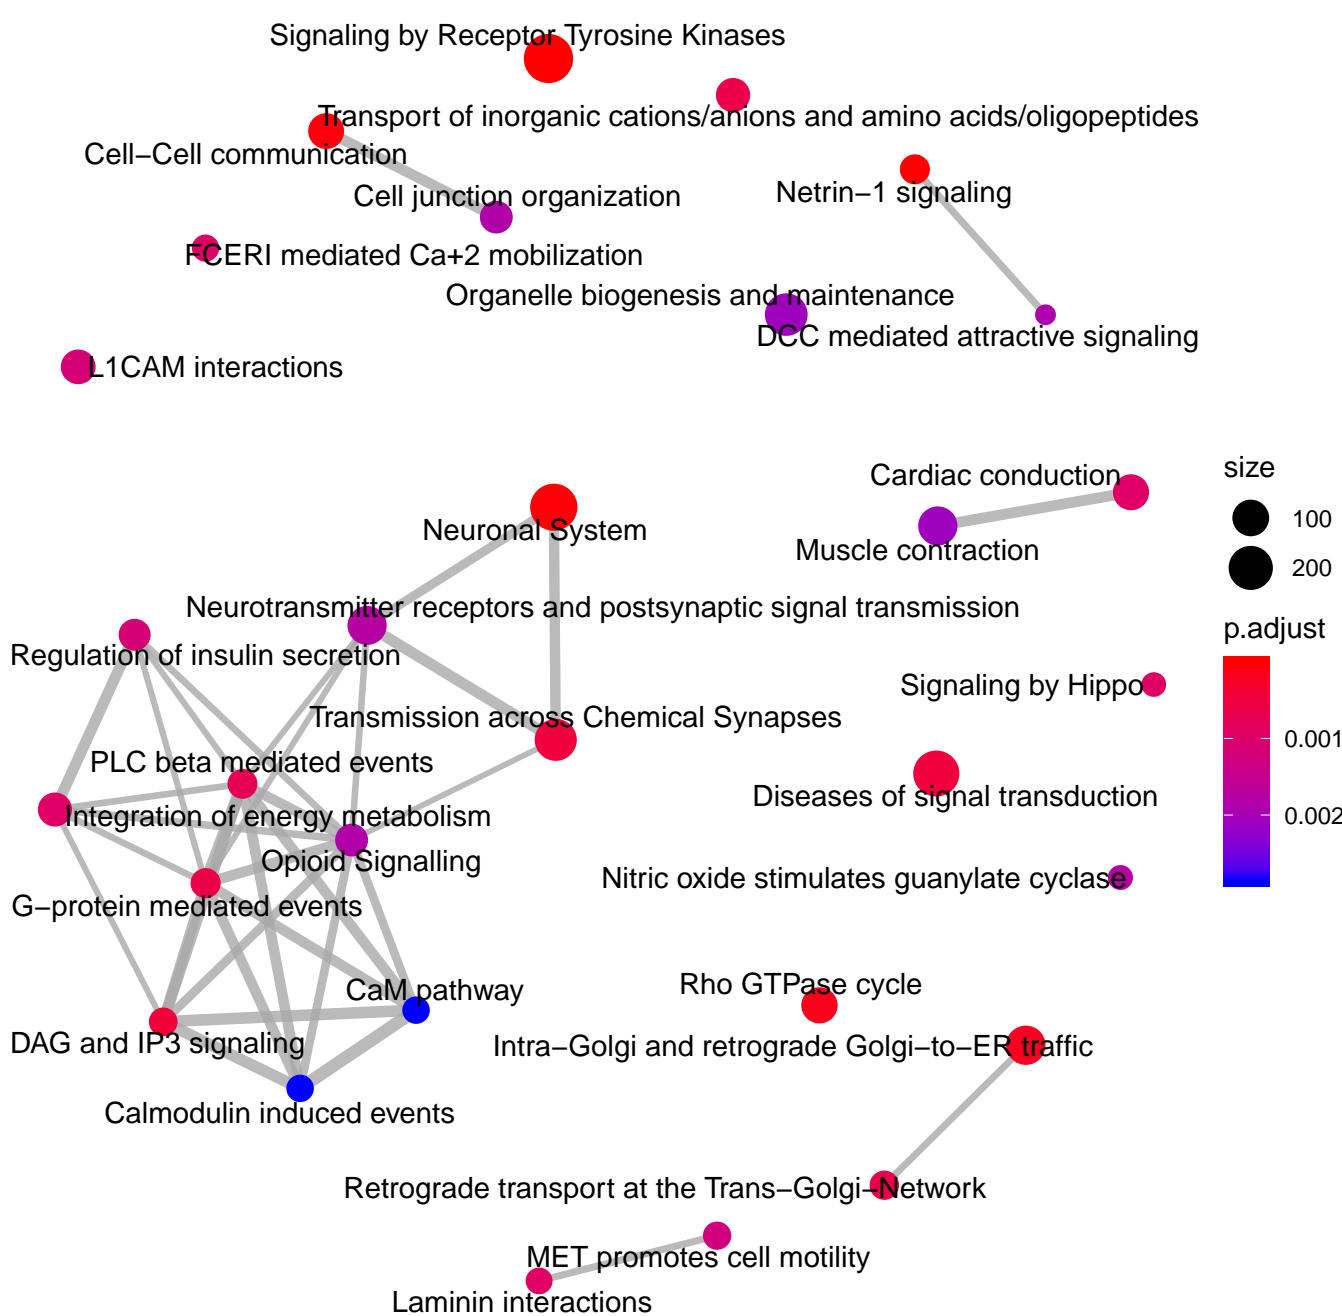 Signaling by Receptor Tyrosine Kinases
Transport of inorganic cations/anions and amino acids/oligopeptides
Cell−Cell communication
Cell junction organization
Netrin−1 signaling
FCERI mediated Ca+2 mobilization
Organelle biogenesis and maintenance
DCC mediated attractive signaling
L1CAM interactions
Cardiac conduction
size
100
Neuronal System
Muscle contraction
200
Neurotransmitter receptors and postsynaptic signal transmission
p.adjust
Regulation of insulin secretion
Signaling by Hippo
Transmission across Chemical Synapses
0.001
PLC beta mediated events
Diseases of signal transduction
Integration of energy metabolism
0.002
Opioid Signalling
Nitric oxide stimulates guanylate cyclase
G−protein mediated events
Rho GTPase cycle
CaM pathway
DAG and IP3 signaling
Intra−Golgi and retrograde Golgi−to−ER traffic
Calmodulin induced events
Retrograde transport at the Trans−Golgi−Network
MET promotes cell motility
Laminin interactions